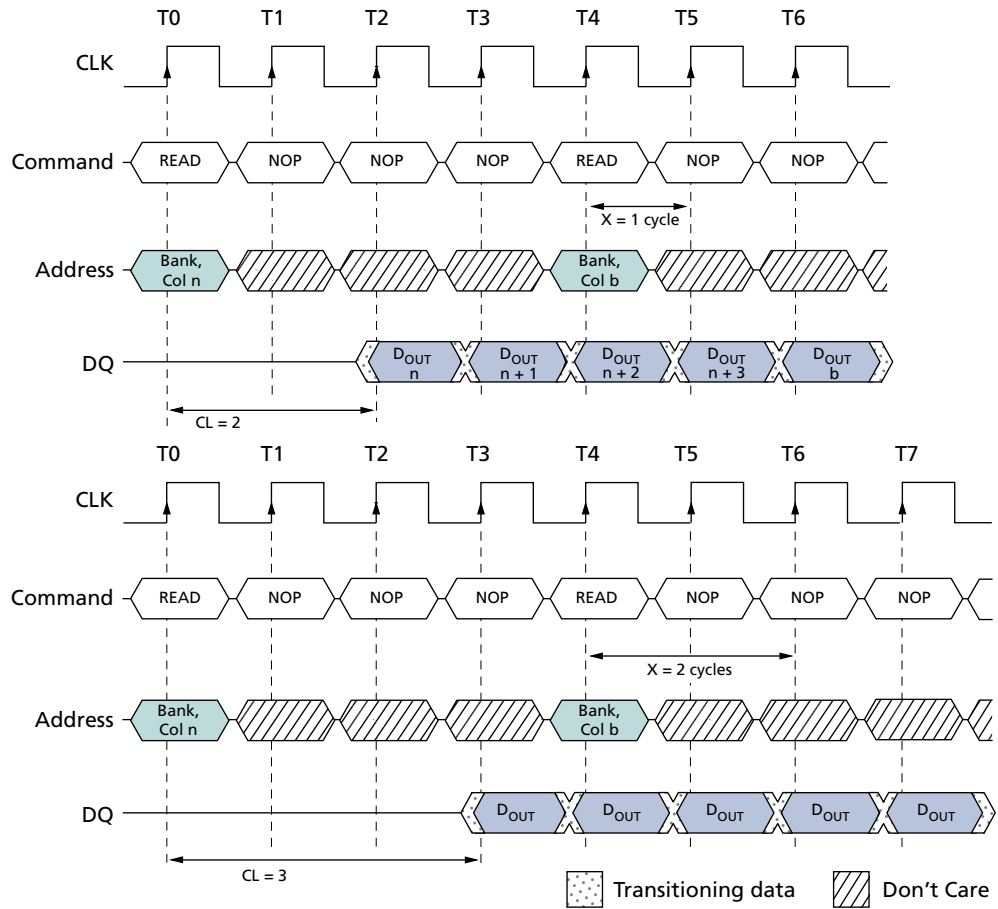 T0 T1 T2 T3 T4 T5 T6
CLK
Command READ NOP NOP NOP READ NOP NOP
X = 1 cycle
Address Bank, Col n Bank, Col b
DQ DOUT n DOUT n + 1 DOUT n + 2 DOUT n + 3 DOUT b
CL = 2
T0 T1 T2 T3 T4 T5 T6 T7
CLK
Command READ NOP NOP NOP READ NOP NOP NOP
X = 2 cycles
Address Bank, Col n Bank, Col b
DQ DOUT DOUT DOUT DOUT DOUT
CL = 3
Transitioning data Don't Care